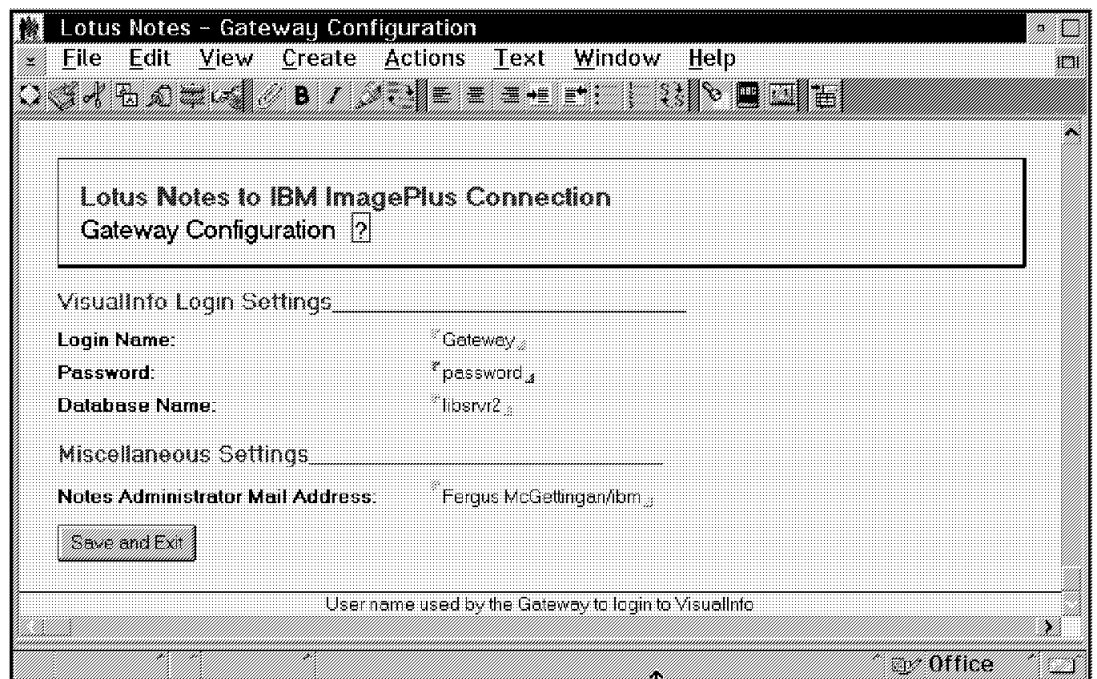 Lotus Notes – Gateway Configuration
File Edit View Create Actions Text Window Help
Lotus Notes to IBM ImagePlus Connection
Gateway Configuration ?
VisualInfo Login Settings
Login Name: Gateway
Password: password
Database Name: libsrvr2
Miscellaneous Settings
Notes Administrator Mail Address: Fergus McGettingan/ibm
Save and Exit
User name used by the Gateway to login to VisualInfo
Office